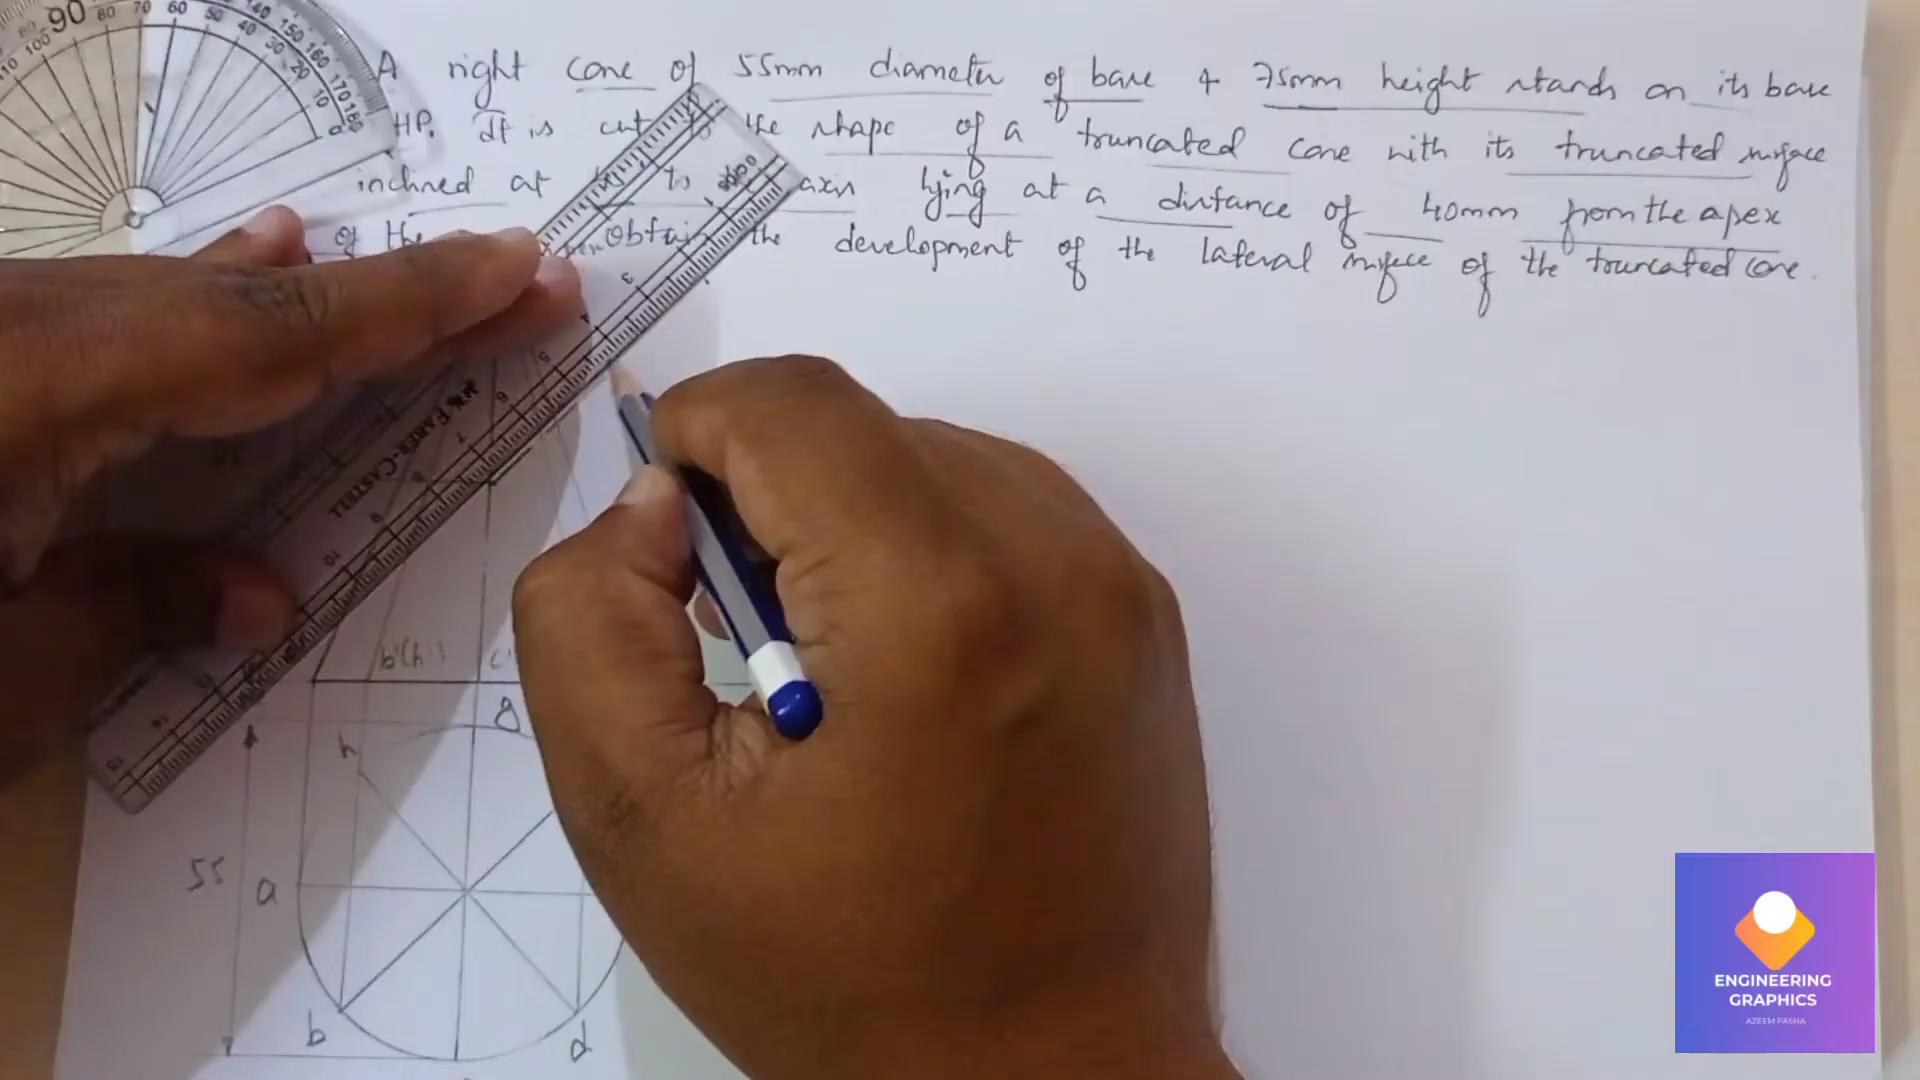 A right cone of 55mm diameter of base & 75mm height stands on its base
HP. It is cut the shape of a truncated cone with its truncated surface
inclined at to axis lying at a distance of 40mm from the apex
of the Obtain the development of the lateral surface of the truncated cone.
b'(h')
c'
g
h
55
a
b
d
FABER-CASTELL
ENGINEERING
GRAPHICS
AZEEM PASHA